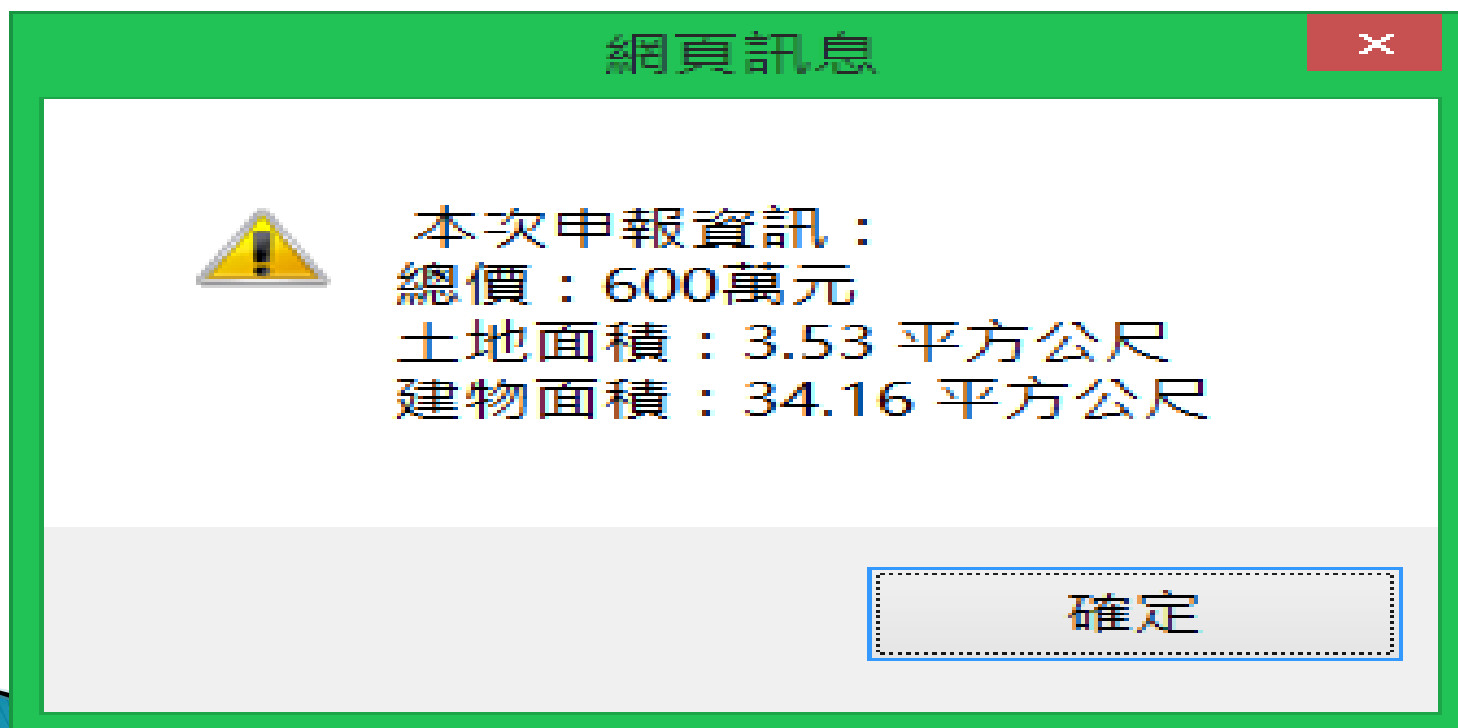 網頁訊息
本次申報資訊：
總價：600萬元
土地面積：3.53 平方公尺
建物面積：34.16 平方公尺
確定